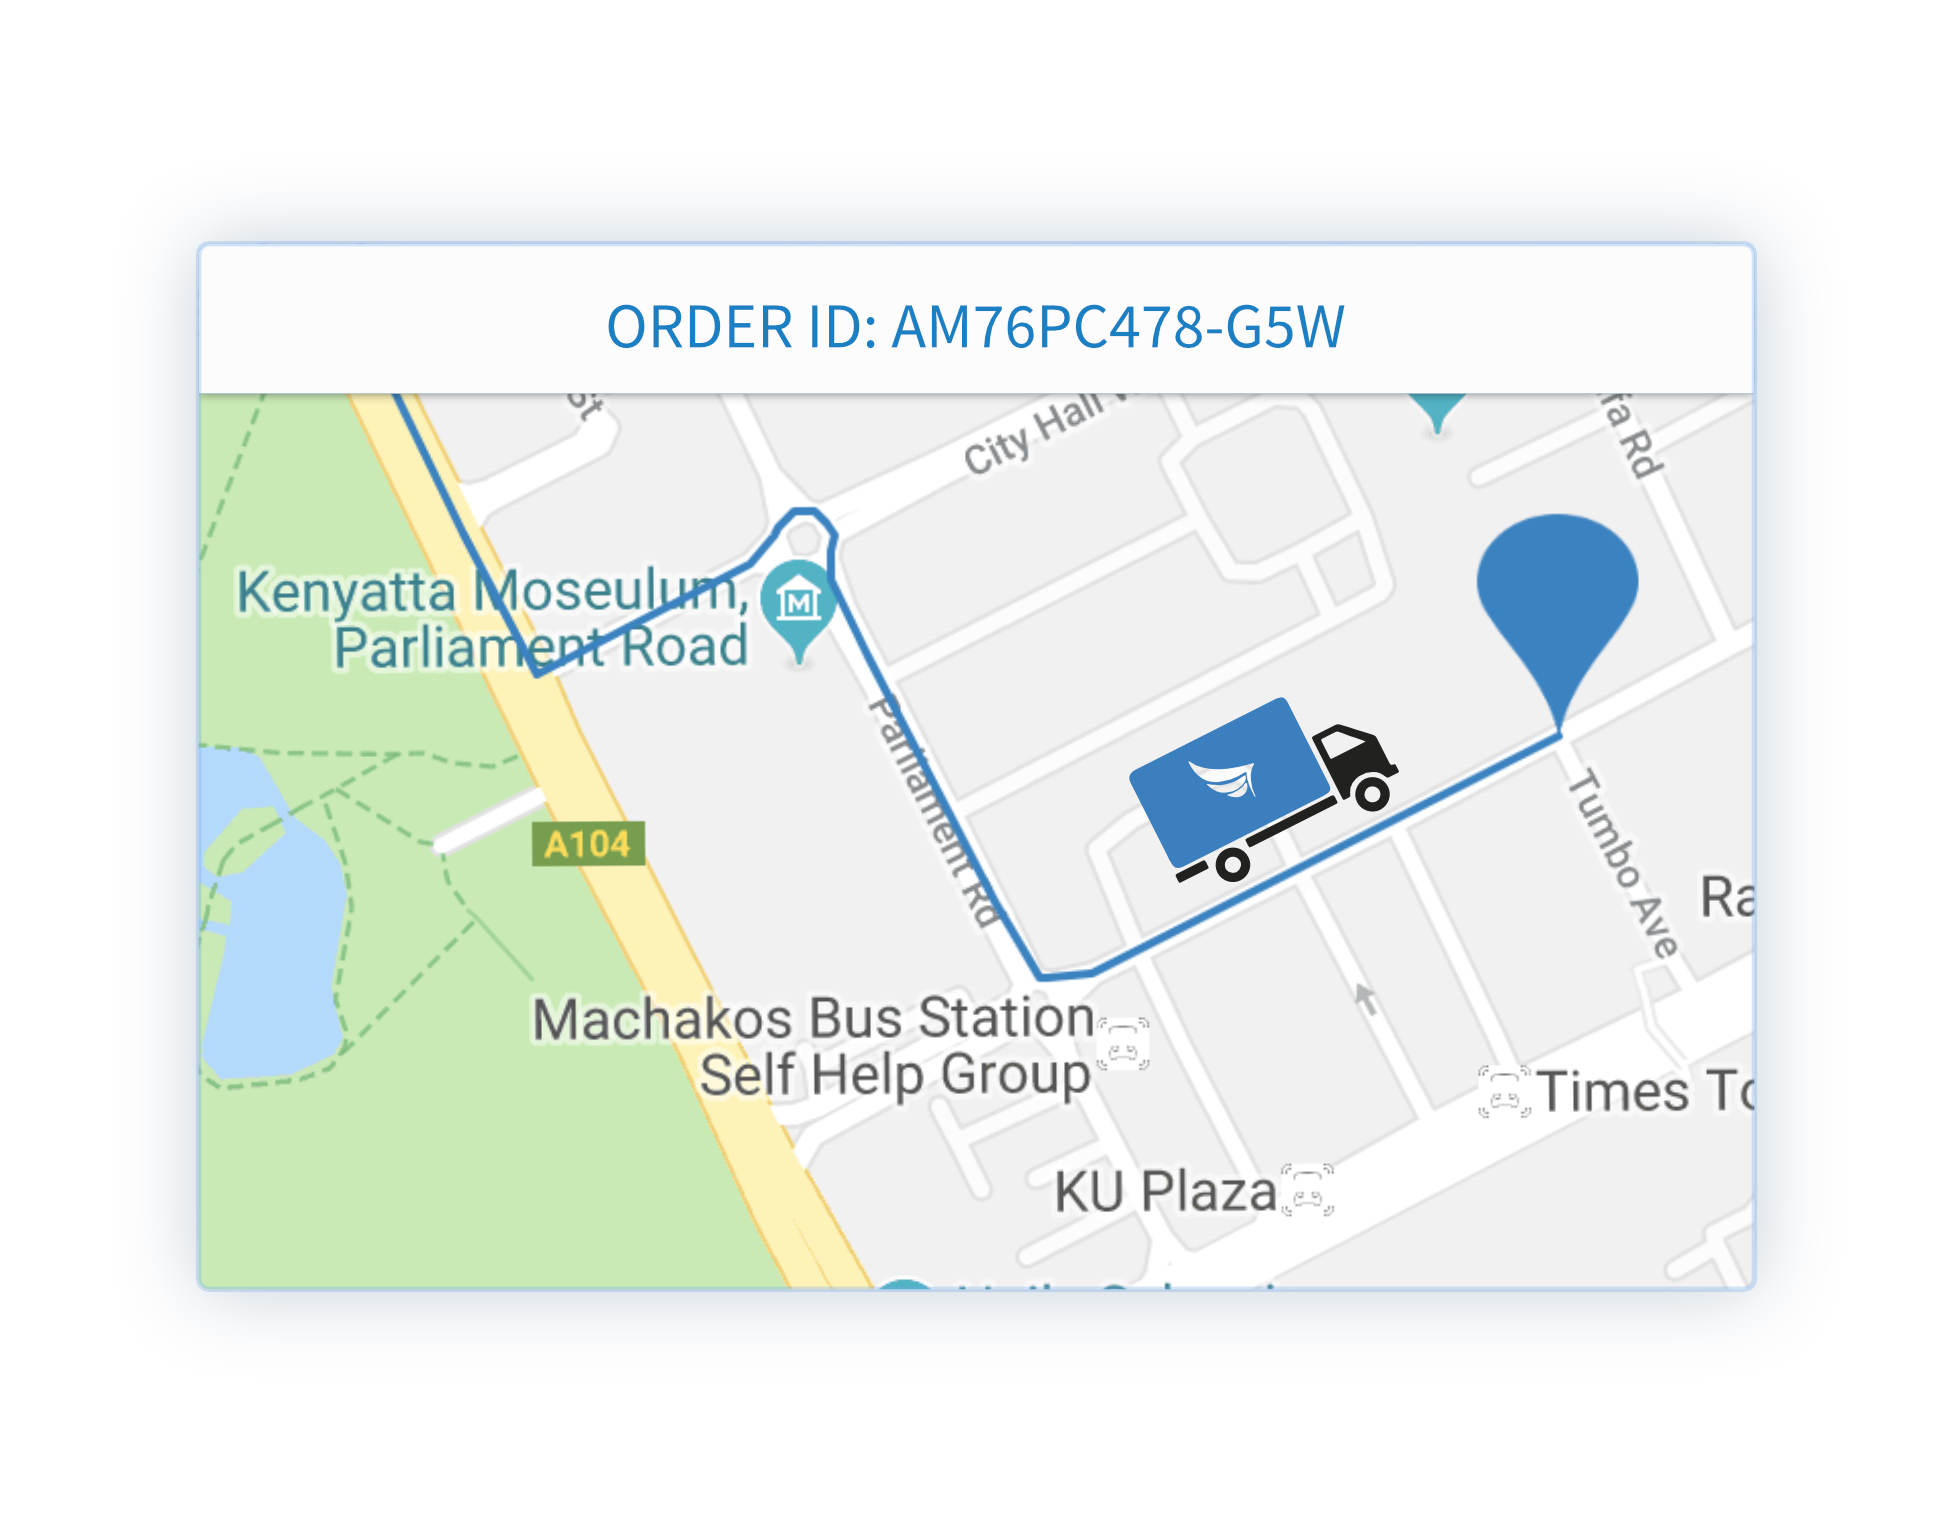 ORDER ID: AM76PC478-G5W
St
City Hall
fa Rd
Kenyatta Moseulum,
Parliament Road
M
Parliament Rd
A104
Tumbo Ave
Ra
Machakos Bus Station
Self Help Group
Times To
KU Plaza